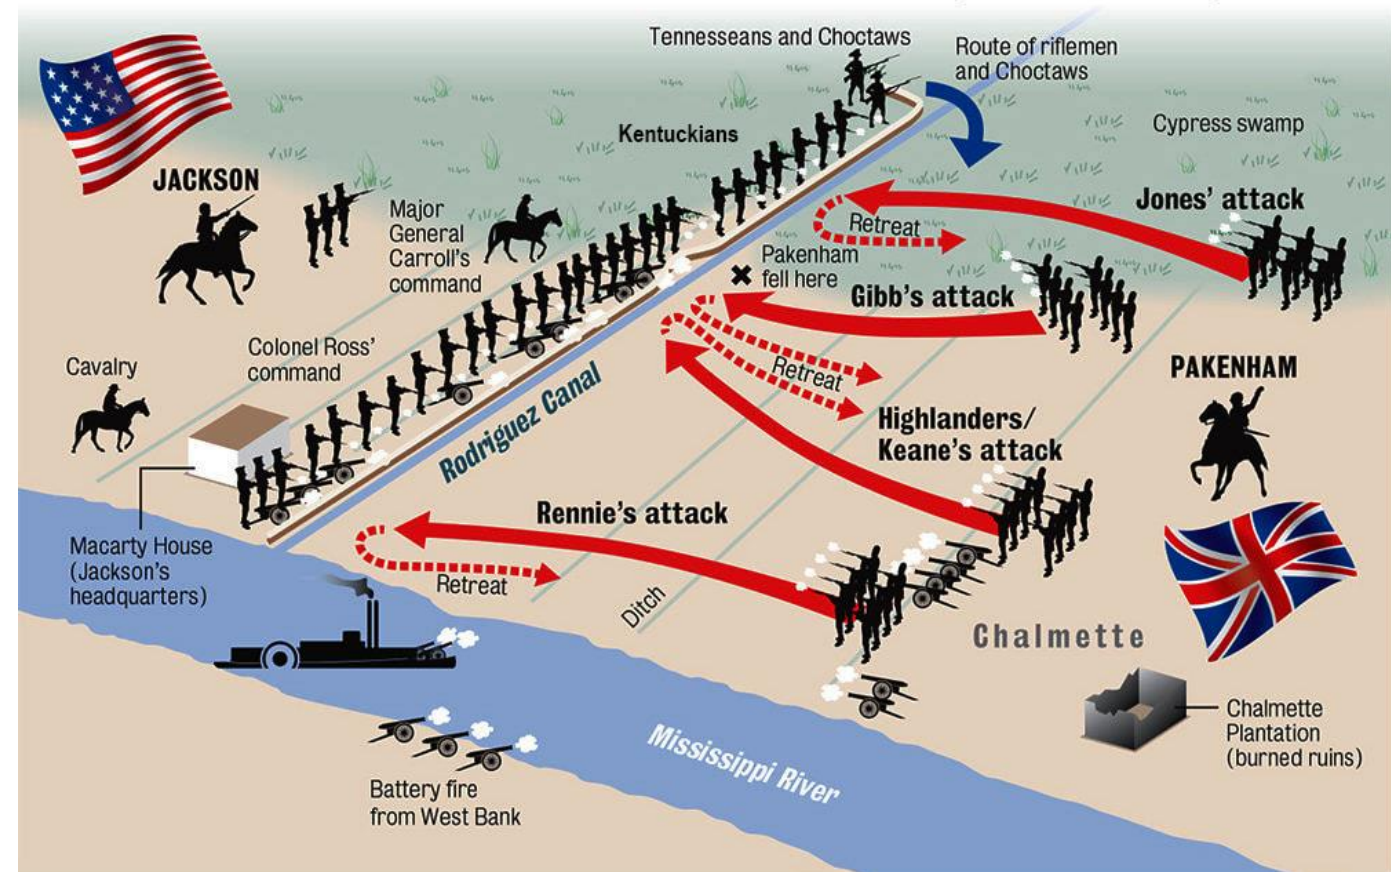 Tennesseans and Choctaws
Route of riflemen
and Choctaws
Kentuckians
Cypress swamp
JACKSON
Major
General
Carroll's
command
Jones' attack
Retreat
Pakenham
fell here
Gibb's attack
Colonel Ross'
command
Cavalry
Retreat
PAKENHAM
Rodriguez Canal
Highlanders/
Keane's attack
Rennie's attack
Macarty House
(Jackson's
headquarters)
Retreat
Ditch
Chalmette
Chalmette
Plantation
(burned ruins)
Mississippi River
Battery fire
from West Bank